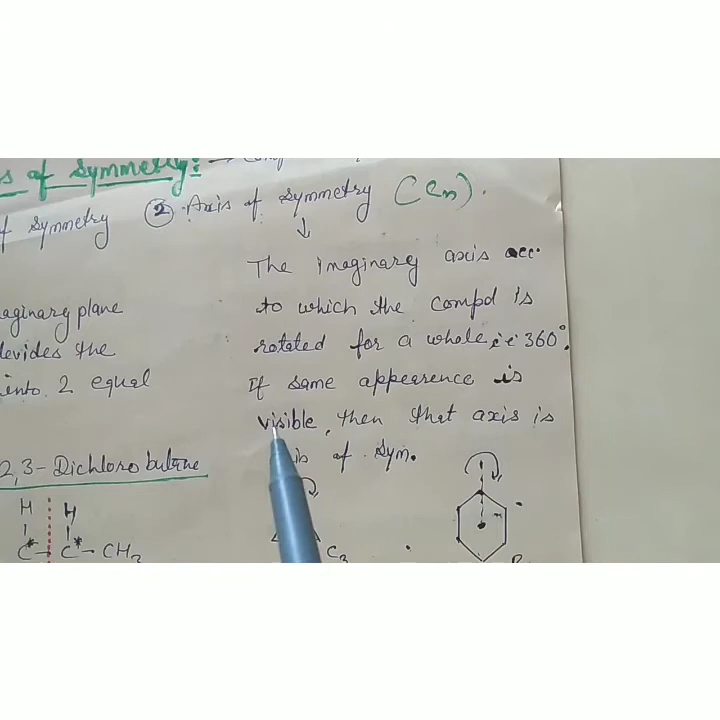 s of Symmetry:
of symmetry
aginary plane
devides the
into 2 equal
2,3-Dichlorobutane
H H
C* C* - CH3
② Axis of symmetry (Cn).
↓
The imaginary axis acc.
to which the compd is
rotated for a whole i.e 360°.
If same appearence is
visible, then that axis is
of sym.
C3